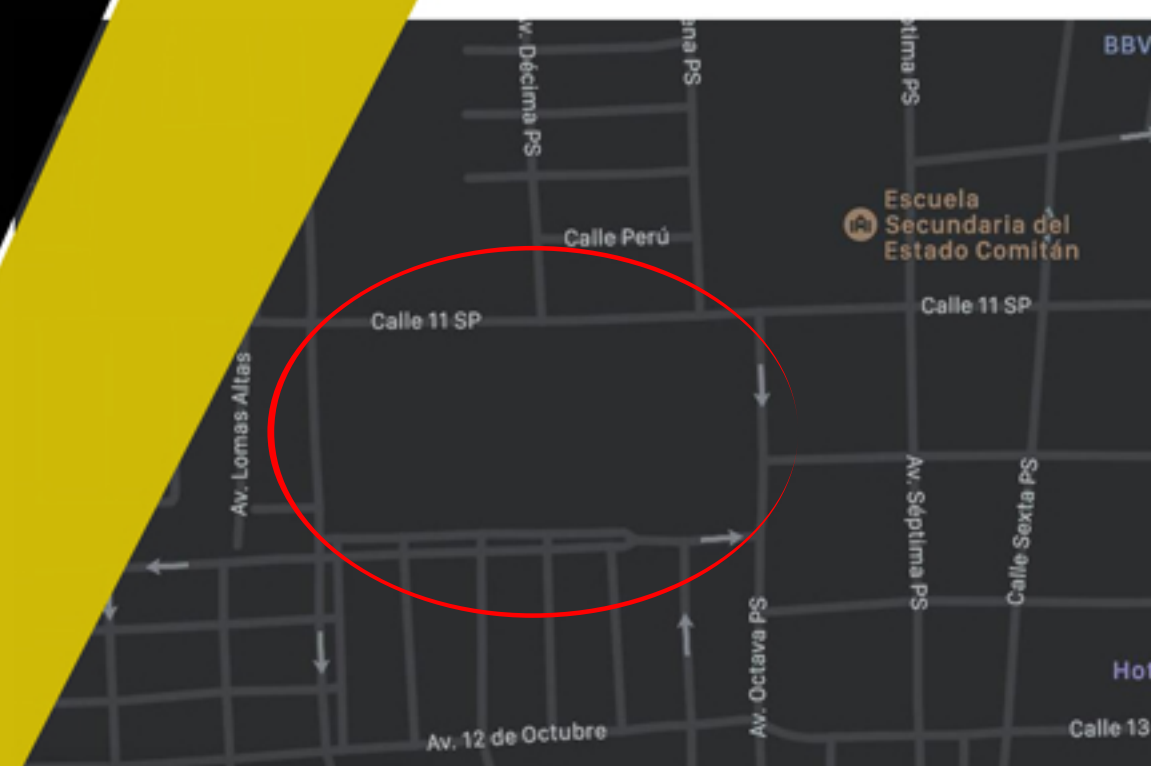 v. Décima PS
na PS
tima PS
BBV
Escuela
Secundaria del
Estado Comitán
Calle Perú
Calle 11 SP
Calle 11 SP
Av. Lomas Altas
Av. Séptima PS
Calle Sexta PS
Av. Octava PS
Hot
Av. 12 de Octubre
Calle 13